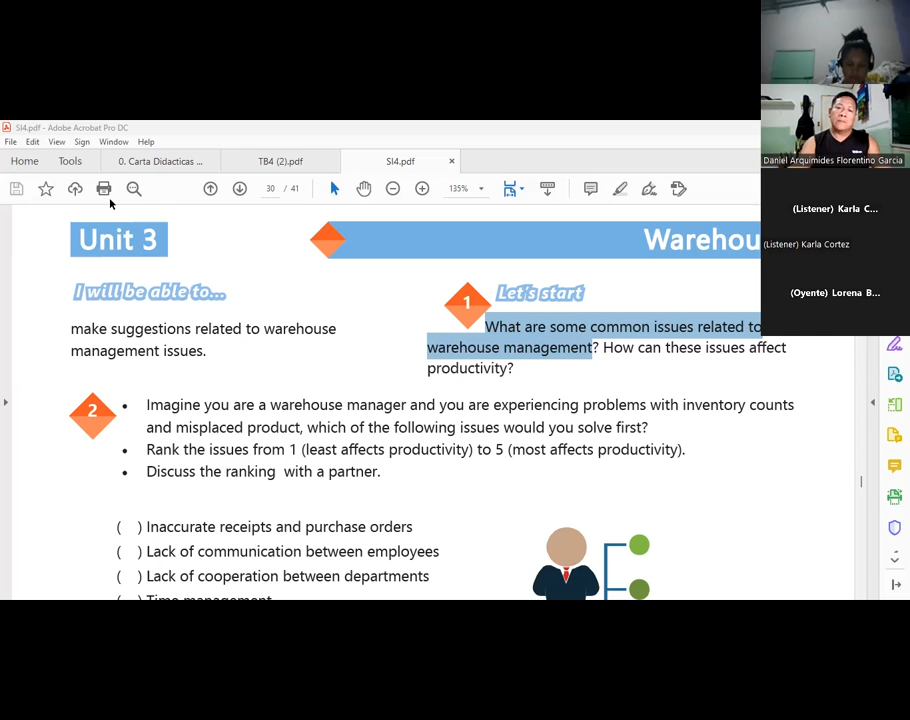 SI4.pdf - Adobe Acrobat Pro DC
File Edit View Sign Window Help
Home Tools 0. Carta Didacticas ... TB4 (2).pdf SI4.pdf ×
30 / 41 135%
Unit 3
Warehou
I will be able to...
1 Let's start
make suggestions related to warehouse
management issues.
What are some common issues related to
warehouse management? How can these issues affect
productivity?
2 • Imagine you are a warehouse manager and you are experiencing problems with inventory counts
and misplaced product, which of the following issues would you solve first?
• Rank the issues from 1 (least affects productivity) to 5 (most affects productivity).
• Discuss the ranking with a partner.
( ) Inaccurate receipts and purchase orders
( ) Lack of communication between employees
( ) Lack of cooperation between departments
( ) Time management
Daniel Arquimides Florentino Garcia
(Listener) Karla C...
(Listener) Karla Cortez
(Oyente) Lorena B...